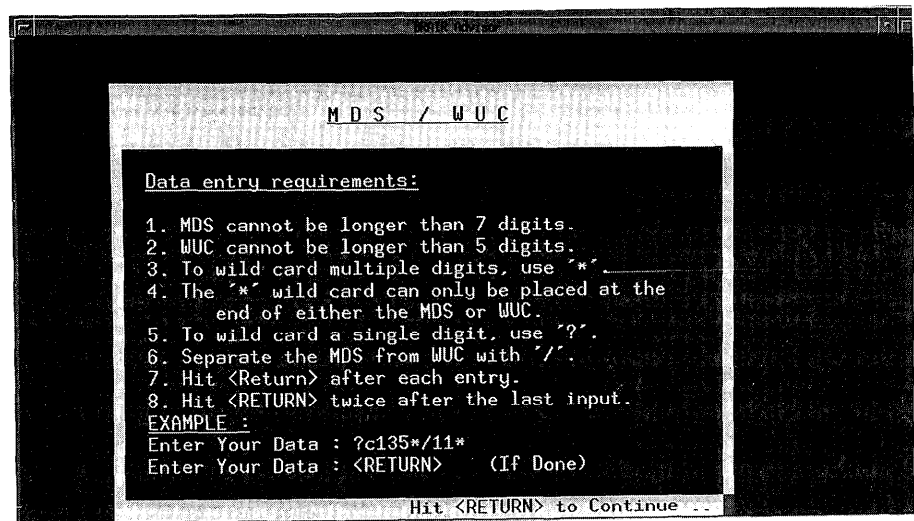 MDS / WUC
Data entry requirements:
1. MDS cannot be longer than 7 digits.
2. WUC cannot be longer than 5 digits.
3. To wild card multiple digits, use ´*´.
4. The ´*´ wild card can only be placed at the
end of either the MDS or WUC.
5. To wild card a single digit, use ´?´.
6. Separate the MDS from WUC with ´/´.
7. Hit <Return> after each entry.
8. Hit <RETURN> twice after the last input.
EXAMPLE :
Enter Your Data : ?c135*/11*
Enter Your Data : <RETURN> (If Done)
Hit <RETURN> to Continue ..